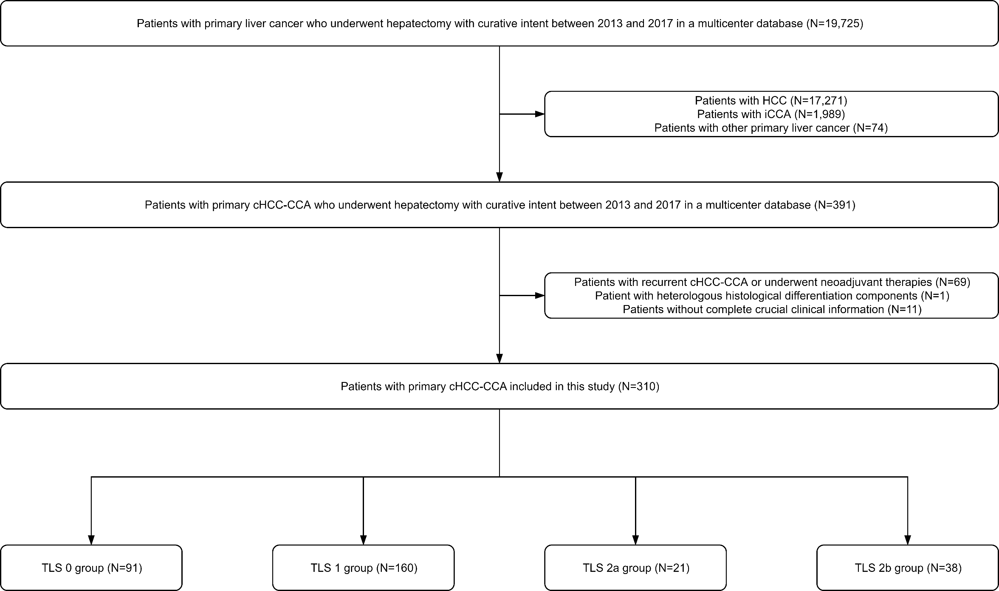 Patients with primary liver cancer who underwent hepatectomy with curative intent between 2013 and 2017 in a multicenter database (N=19,725)
Patients with HCC (N=17,271)
Patients with iCCA (N=1,989)
Patients with other primary liver cancer (N=74)
Patients with primary cHCC-CCA who underwent hepatectomy with curative intent between 2013 and 2017 in a multicenter database (N=391)
Patients with recurrent cHCC-CCA or underwent neoadjuvant therapies (N=69)
Patient with heterologous histological differentiation components (N=1)
Patients without complete crucial clinical information (N=11)
Patients with primary cHCC-CCA included in this study (N=310)
TLS 0 group (N=91)
TLS 1 group (N=160)
TLS 2a group (N=21)
TLS 2b group (N=38)